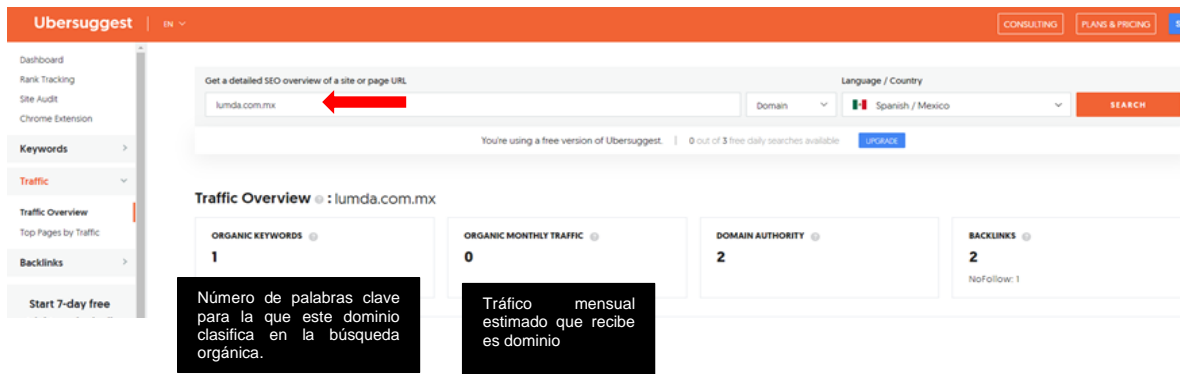 Ubersuggest
EN
CONSULTING
PLANS & PRICING
Dashboard
Rank Tracking
Site Audit
Chrome Extension
Keywords
Traffic
Traffic Overview
Top Pages by Traffic
Backlinks
Start 7-day free
Get a detailed SEO overview of a site or page URL
Language / Country
lumda.com.mx
Domain
Spanish / Mexico
SEARCH
You're using a free version of Ubersuggest. | 0 out of 3 free daily searches available
UPGRADE
Traffic Overview : lumda.com.mx
ORGANIC KEYWORDS
1
ORGANIC MONTHLY TRAFFIC
0
DOMAIN AUTHORITY
2
BACKLINKS
2
NoFollow: 1
Número de palabras clave
para la que este dominio
clasifica en la búsqueda
orgánica.
Tráfico mensual
estimado que recibe
es dominio